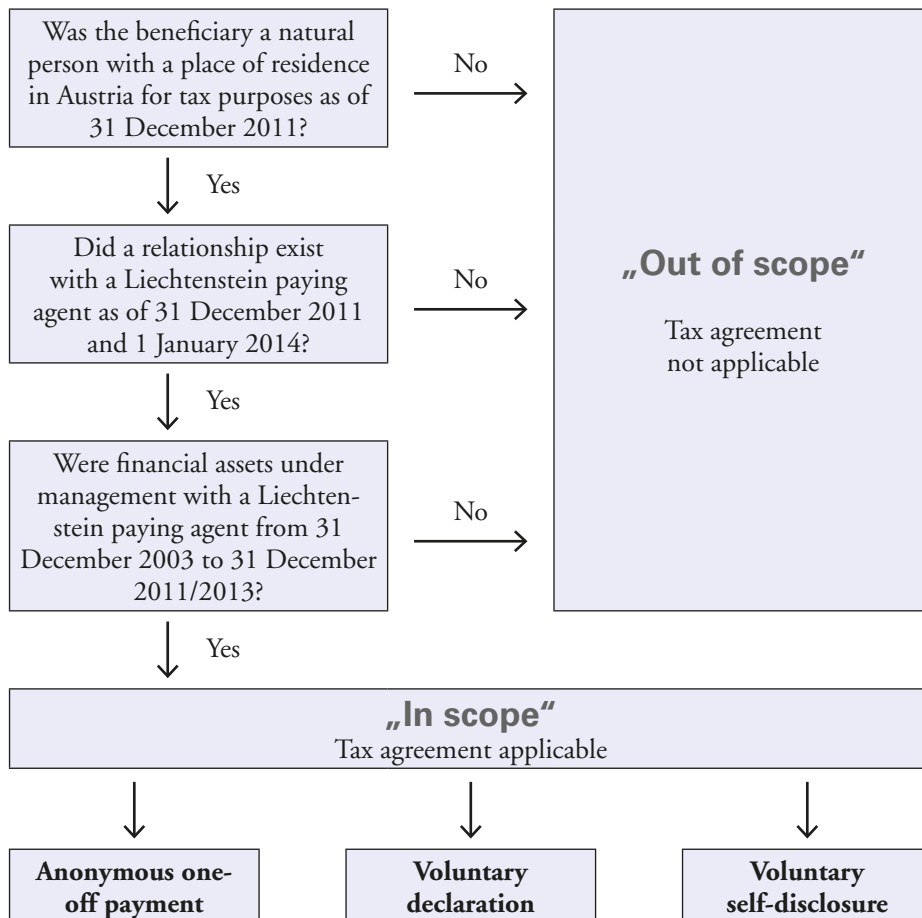 Was the beneficiary a natural
person with a place of residence
in Austria for tax purposes as of
31 December 2011?
No
Yes
Did a relationship exist
with a Liechtenstein paying
agent as of 31 December 2011
and 1 January 2014?
No
„Out of scope“
Tax agreement
not applicable
Yes
Were financial assets under
management with a Liechten-
stein paying agent from 31
December 2003 to 31 December
2011/2013?
No
Yes
„In scope“
Tax agreement applicable
Anonymous one-
off payment
Voluntary
declaration
Voluntary
self-disclosure